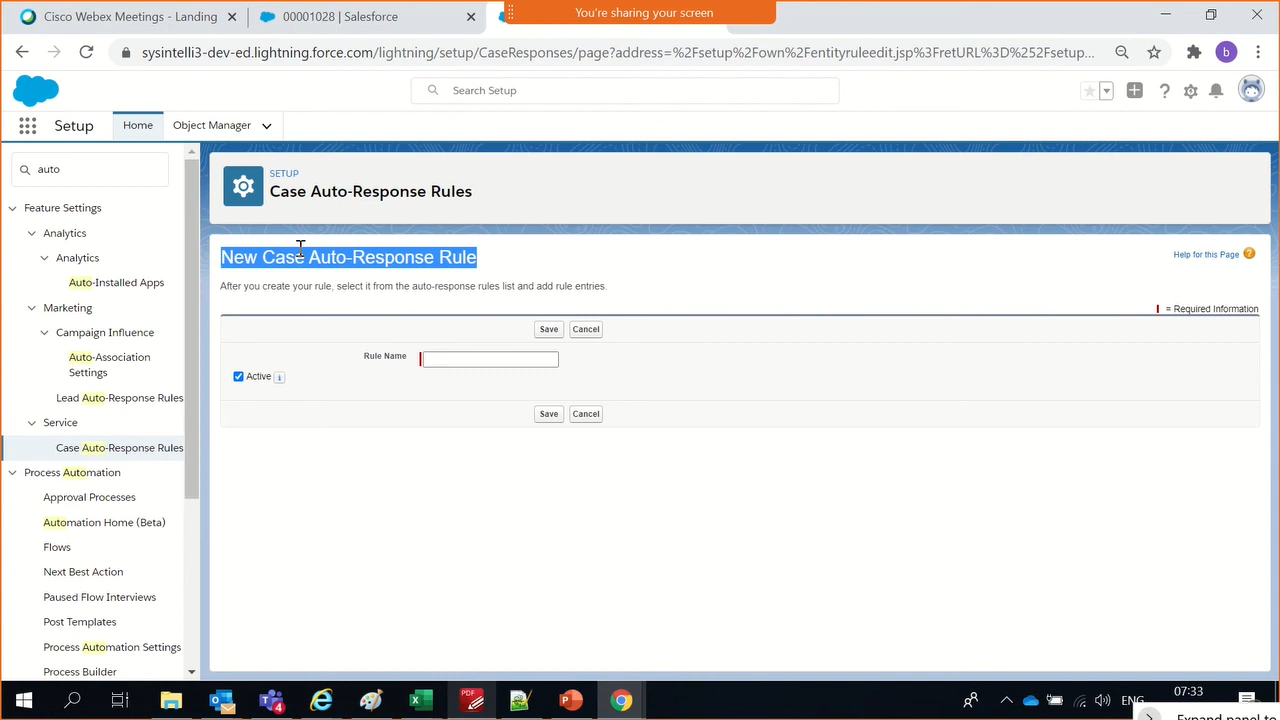 Cisco Webex Meetings - Landing
00001028 | Salesforce
You're sharing your screen
sysintelli3-dev-ed.lightning.force.com/lightning/setup/CaseResponses/page?address=%2Fsetup%2Fown%2Fentityruleedit.jsp%3FretURL%3D%252Fsetup...
b
Search Setup
Setup
Home
Object Manager
auto
Feature Settings
Analytics
Analytics
Auto-Installed Apps
Marketing
Campaign Influence
Auto-Association
Settings
Lead Auto-Response Rules
Service
Case Auto-Response Rules
Process Automation
Approval Processes
Automation Home (Beta)
Flows
Next Best Action
Paused Flow Interviews
Post Templates
Process Automation Settings
Process Builder
SETUP
Case Auto-Response Rules
New Case Auto-Response Rule
Help for this Page
After you create your rule, select it from the auto-response rules list and add rule entries.
= Required Information
Save Cancel
Rule Name
Active
Save Cancel
PDF
4
ENG
07:33
Expand panel to